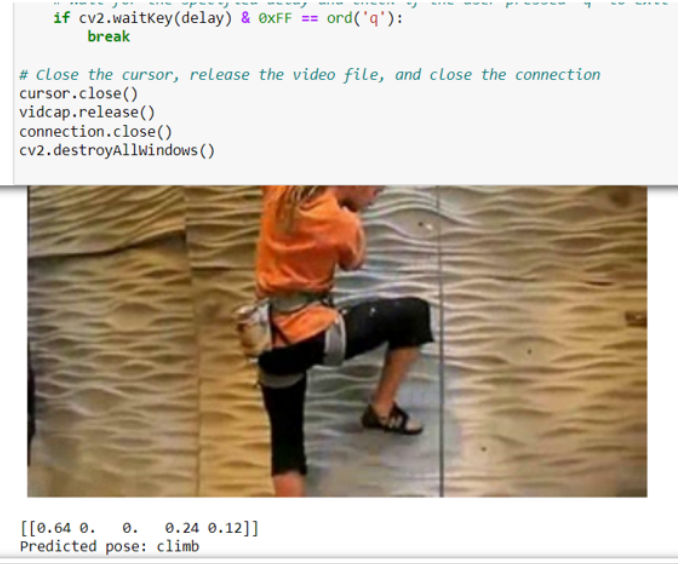 if cv2.waitKey(delay) & 0xFF == ord('q'):
break
# Close the cursor, release the video file, and close the connection
cursor.close()
vidcap.release()
connection.close()
cv2.destroyAllWindows()
[[0.64 0. 0. 0.24 0.12]]
Predicted pose: climb